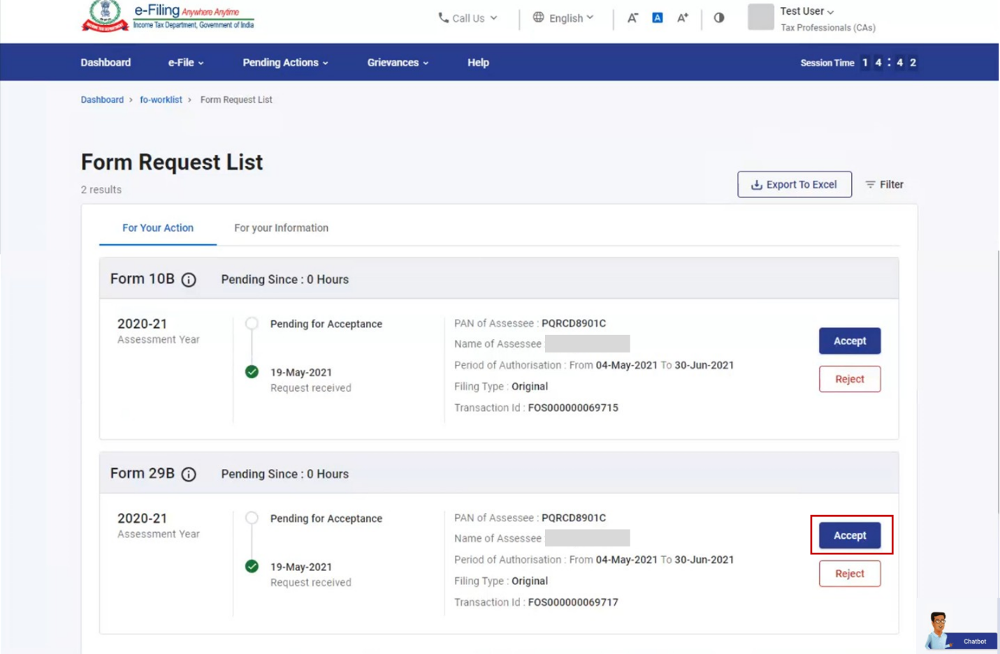 e-Filing Anywhere Anytime
Income Tax Department, Government of India
Call Us
English
A-
A
A+
Test User
Tax Professionals (CAs)
Dashboard
e-File
Pending Actions
Grievances
Help
Session Time 1 4 : 4 2
Dashboard > fo-worklist > Form Request List
Form Request List
2 results
Export To Excel
Filter
For Your Action
For your Information
Form 10B
Pending Since : 0 Hours
2020-21
Assessment Year
Pending for Acceptance
19-May-2021
Request received
PAN of Assessee : PQRCD8901C
Name of Assessee
Period of Authorisation : From 04-May-2021 To 30-Jun-2021
Filing Type : Original
Transaction Id : FOS000000069715
Accept
Reject
Form 29B
Pending Since : 0 Hours
2020-21
Assessment Year
Pending for Acceptance
19-May-2021
Request received
PAN of Assessee : PQRCD8901C
Name of Assessee
Period of Authorisation : From 04-May-2021 To 30-Jun-2021
Filing Type : Original
Transaction Id : FOS000000069717
Accept
Reject
Chatbot